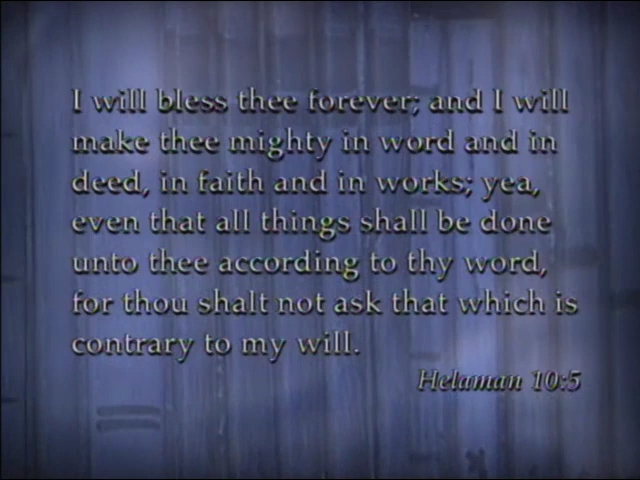 I will bless thee forever; and I will
make thee mighty in word and in
deed, in faith and in works; yea,
even that all things shall be done
unto thee according to thy word,
for thou shalt not ask that which is
contrary to my will.
Helaman 10:5